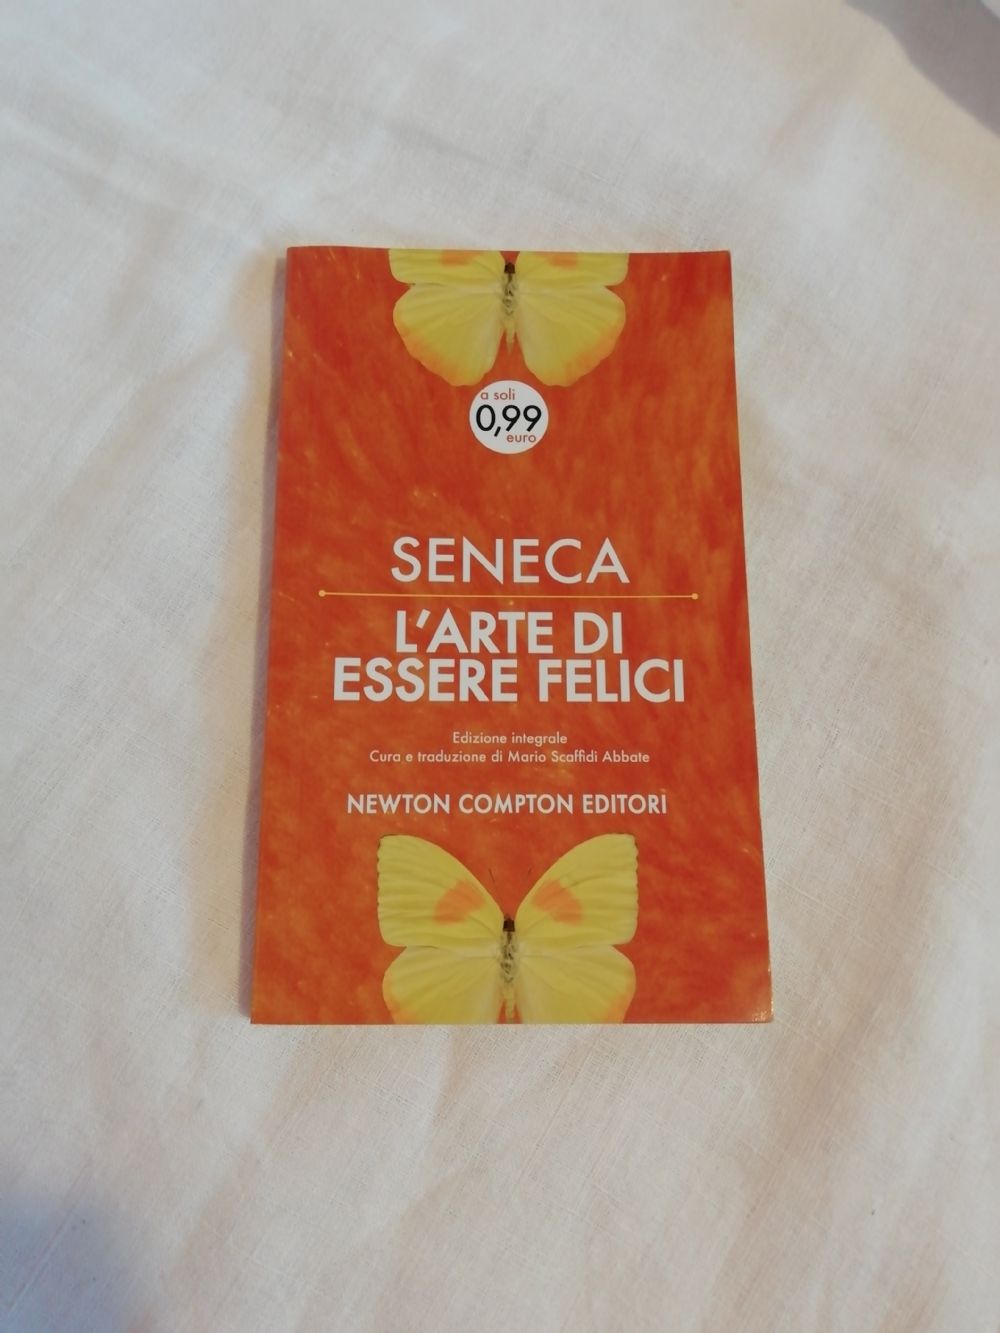 a soli
0,99
euro
SENECA
L'ARTE DI
ESSERE FELICI
Edizione integrale
Cura e traduzione di Mario Scaffidi Abbate
NEWTON COMPTON EDITORI